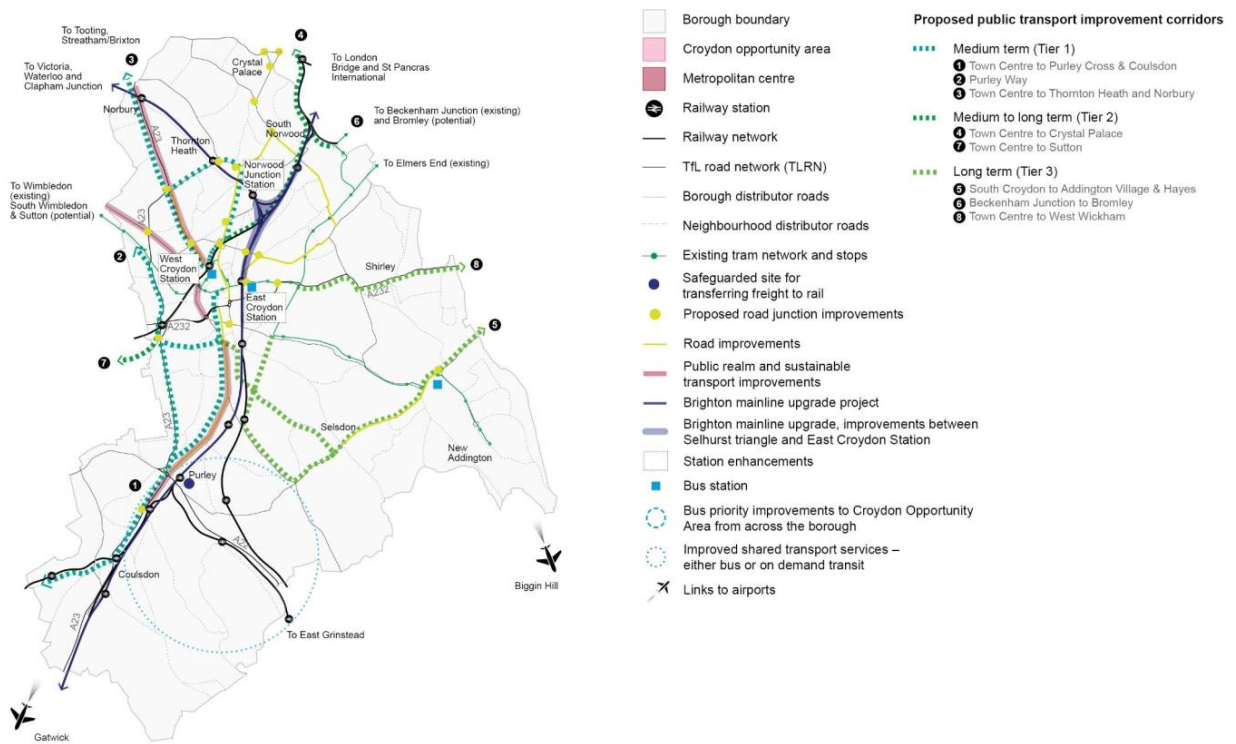 To Tooting,
Streatham/Brixton
To Victoria,
Waterloo and
Clapham Junction
3
4
Crystal
Palace
To London
Bridge and St Pancras
International
Norbury
A23
Thornton
Heath
South
Norwood
6
To Beckenham Junction (existing)
and Bromley (potential)
Norwood
Junction
Station
To Elmers End (existing)
To Wimbledon
(existing)
South Wimbledon
& Sutton (potential)
A23
2
West
Croydon
Station
Shirley
8
A232
East
Croydon
Station
A232
5
7
A23
Selsdon
New
Addington
1
Purley
A22
Coulsdon
Biggin Hill
A23
To East Grinstead
Gatwick
Borough boundary
Croydon opportunity area
Metropolitan centre
Railway station
Railway network
TfL road network (TLRN)
Borough distributor roads
Neighbourhood distributor roads
Existing tram network and stops
Safeguarded site for
transferring freight to rail
Proposed road junction improvements
Road improvements
Public realm and sustainable
transport improvements
Brighton mainline upgrade project
Brighton mainline upgrade, improvements between
Selhurst triangle and East Croydon Station
Station enhancements
Bus station
Bus priority improvements to Croydon Opportunity
Area from across the borough
Improved shared transport services –
either bus or on demand transit
Links to airports
Proposed public transport improvement corridors
Medium term (Tier 1)
1 Town Centre to Purley Cross & Coulsdon
2 Purley Way
3 Town Centre to Thornton Heath and Norbury
Medium to long term (Tier 2)
4 Town Centre to Crystal Palace
7 Town Centre to Sutton
Long term (Tier 3)
5 South Croydon to Addington Village & Hayes
6 Beckenham Junction to Bromley
8 Town Centre to West Wickham